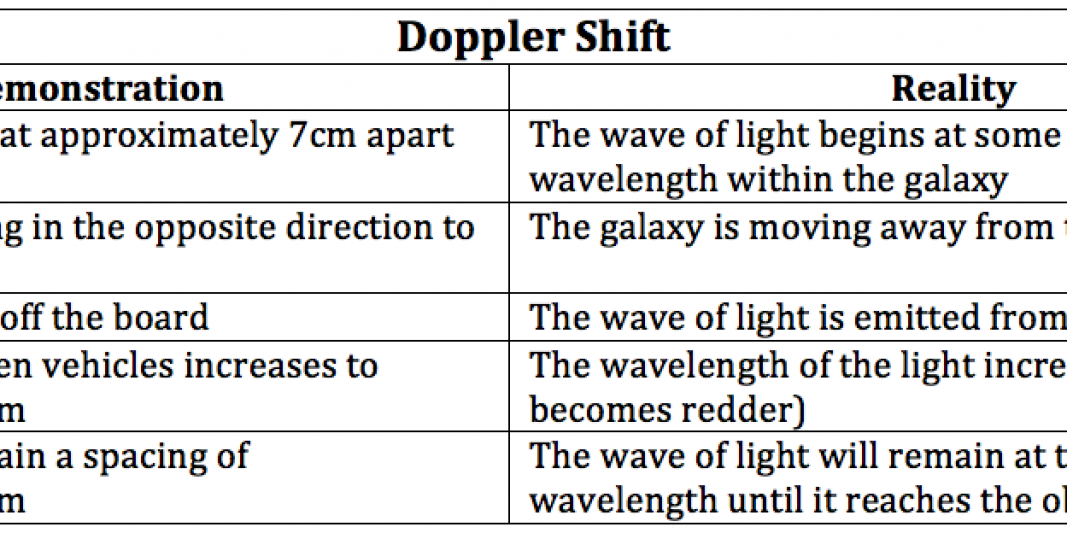 Doppler Shift
emonstration
Reality
at approximately 7cm apart
The wave of light begins at some
wavelength within the galaxy
g in the opposite direction to
The galaxy is moving away from
off the board
The wave of light is emitted from
en vehicles increases to
m
The wavelength of the light incre
becomes redder)
ain a spacing of
m
The wave of light will remain at t
wavelength until it reaches the ob